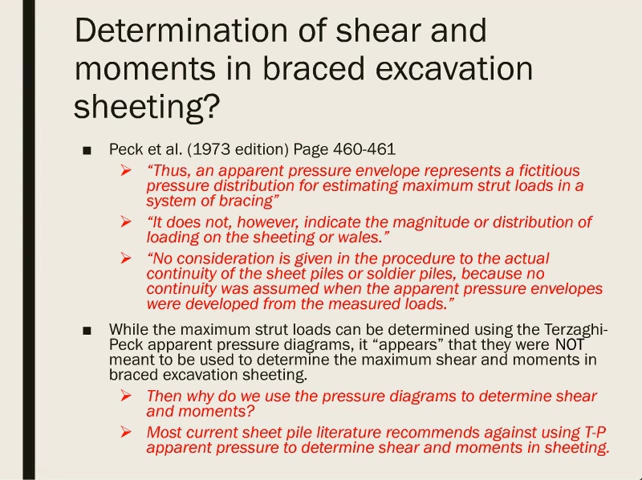 Determination of shear and
moments in braced excavation
sheeting?
■ Peck et al. (1973 edition) Page 460-461
➢ “Thus, an apparent pressure envelope represents a fictitious
pressure distribution for estimating maximum strut loads in a
system of bracing”
➢ “It does not, however, indicate the magnitude or distribution of
loading on the sheeting or wales.”
➢ “No consideration is given in the procedure to the actual
continuity of the sheet piles or soldier piles, because no
continuity was assumed when the apparent pressure envelopes
were developed from the measured loads.”
■ While the maximum strut loads can be determined using the Terzaghi-
Peck apparent pressure diagrams, it “appears” that they were NOT
meant to be used to determine the maximum shear and moments in
braced excavation sheeting.
➢ Then why do we use the pressure diagrams to determine shear
and moments?
➢ Most current sheet pile literature recommends against using T-P
apparent pressure to determine shear and moments in sheeting.